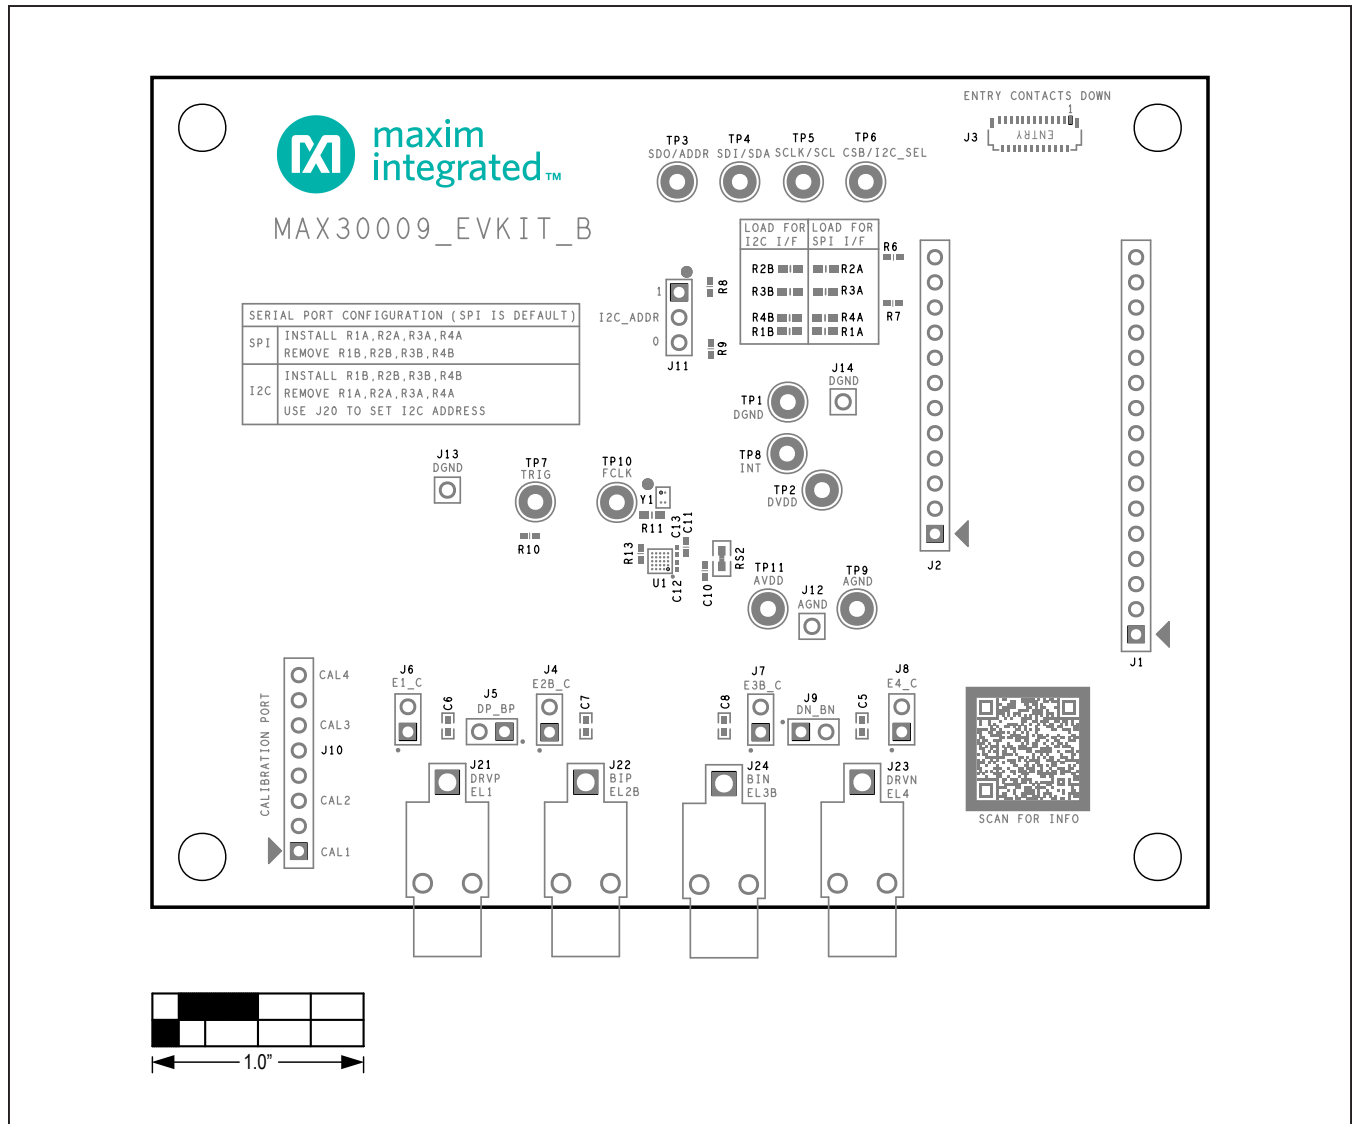 ENTRY CONTACTS DOWN
1
J3
ENTRY
maxim
integrated™
TP3 TP4 TP5 TP6
SDO/ADDR SDI/SDA SCLK/SCL CSB/I2C_SEL
MAX30009_EVKIT_B
LOAD FOR LOAD FOR
I2C I/F SPI I/F
R6
R2B R2A
R3B R3A
R7
R4B R4A
R1B R1A
R8
1
I2C_ADDR
0
R9
J11
SERIAL PORT CONFIGURATION (SPI IS DEFAULT)
SPI
INSTALL R1A,R2A,R3A,R4A
REMOVE R1B,R2B,R3B,R4B
I2C
INSTALL R1B,R2B,R3B,R4B
REMOVE R1A,R2A,R3A,R4A
USE J20 TO SET I2C ADDRESS
J14
DGND
TP1
DGND
TP8
INT
TP2
DVDD
J13
DGND
TP7
TRIG
TP10
FCLK
Y1
R11
C13
C11
R10
R13
U1
C12
C10
RS2
TP11
AVDD
J12
AGND
TP9
AGND
J2
J1
CALIBRATION PORT
CAL4
CAL3
J10
CAL2
CAL1
J6
E1_C
C6
J5
DP_BP
J4
E2B_C
C7
C8
J7
E3B_C
J9
DN_BN
C5
J8
E4_C
J21
DRVP
EL1
J22
BIP
EL2B
J24
BIN
EL3B
J23
DRVN
EL4
SCAN FOR INFO
1.0”